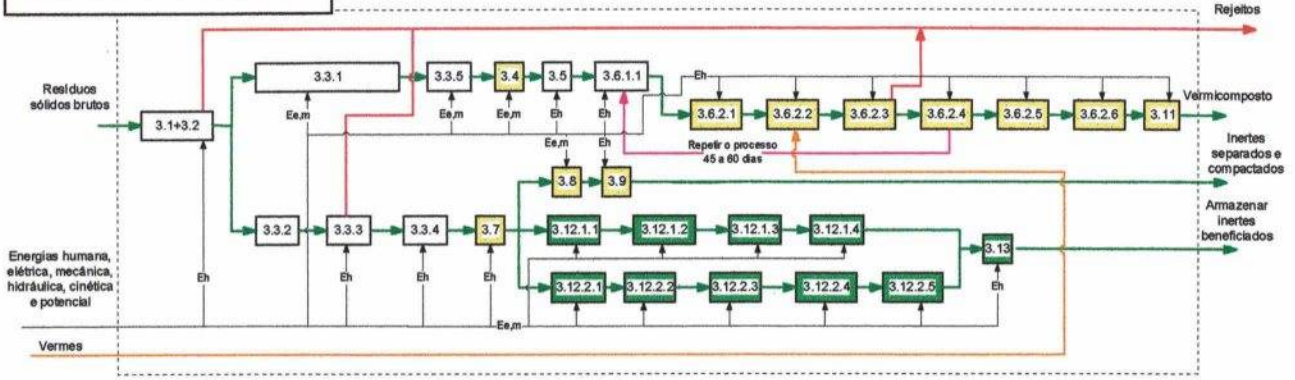 Rejeitos
Resíduos
sólidos brutos
3.1+3.2
3.3.1
3.3.5
3.4
3.5
3.6.1.1
Eh
3.6.2.1
3.6.2.2
3.6.2.3
3.6.2.4
3.6.2.5
3.6.2.6
3.11
Vermicomposto
Ee,m
Ee,m
Ee,m
Eh
Eh
Repetir o processo
45 a 60 dias
Ee,m
Eh
Inertes
separados e
compactados
3.8
3.9
Armazenar
inertes
beneficiados
3.3.2
3.3.3
3.3.4
3.7
3.12.1.1
3.12.1.2
3.12.1.3
3.12.1.4
3.13
Energias humana,
elétrica, mecânica,
hidráulica, cinética
e potencial
Eh
Eh
Eh
Eh
3.12.2.1
3.12.2.2
3.12.2.3
3.12.2.4
3.12.2.5
Eh
Ee,m
Vermes